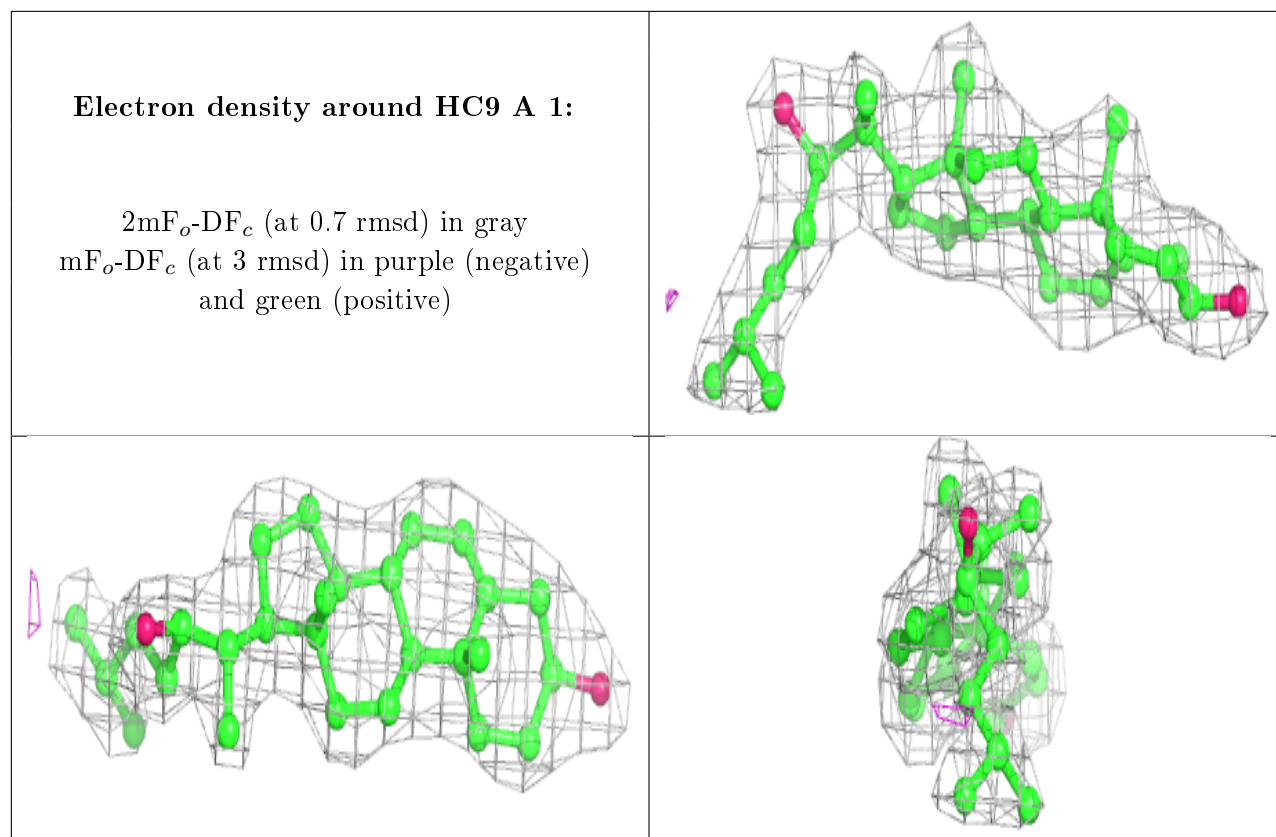 Electron density around HC9 A 1:
2mFo-DFc (at 0.7 rmsd) in gray
mFo-DFc (at 3 rmsd) in purple (negative)
and green (positive)